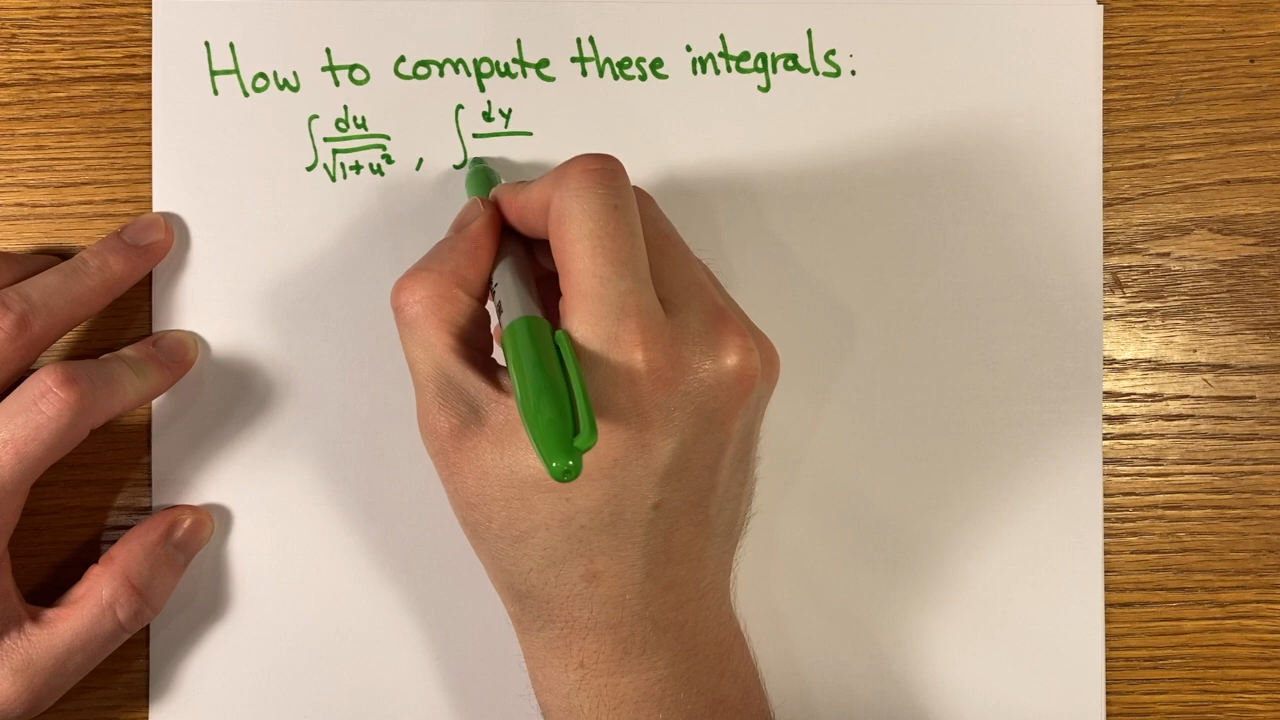 How to compute these integrals:
∫ du/√(1+u²) , ∫ dy/